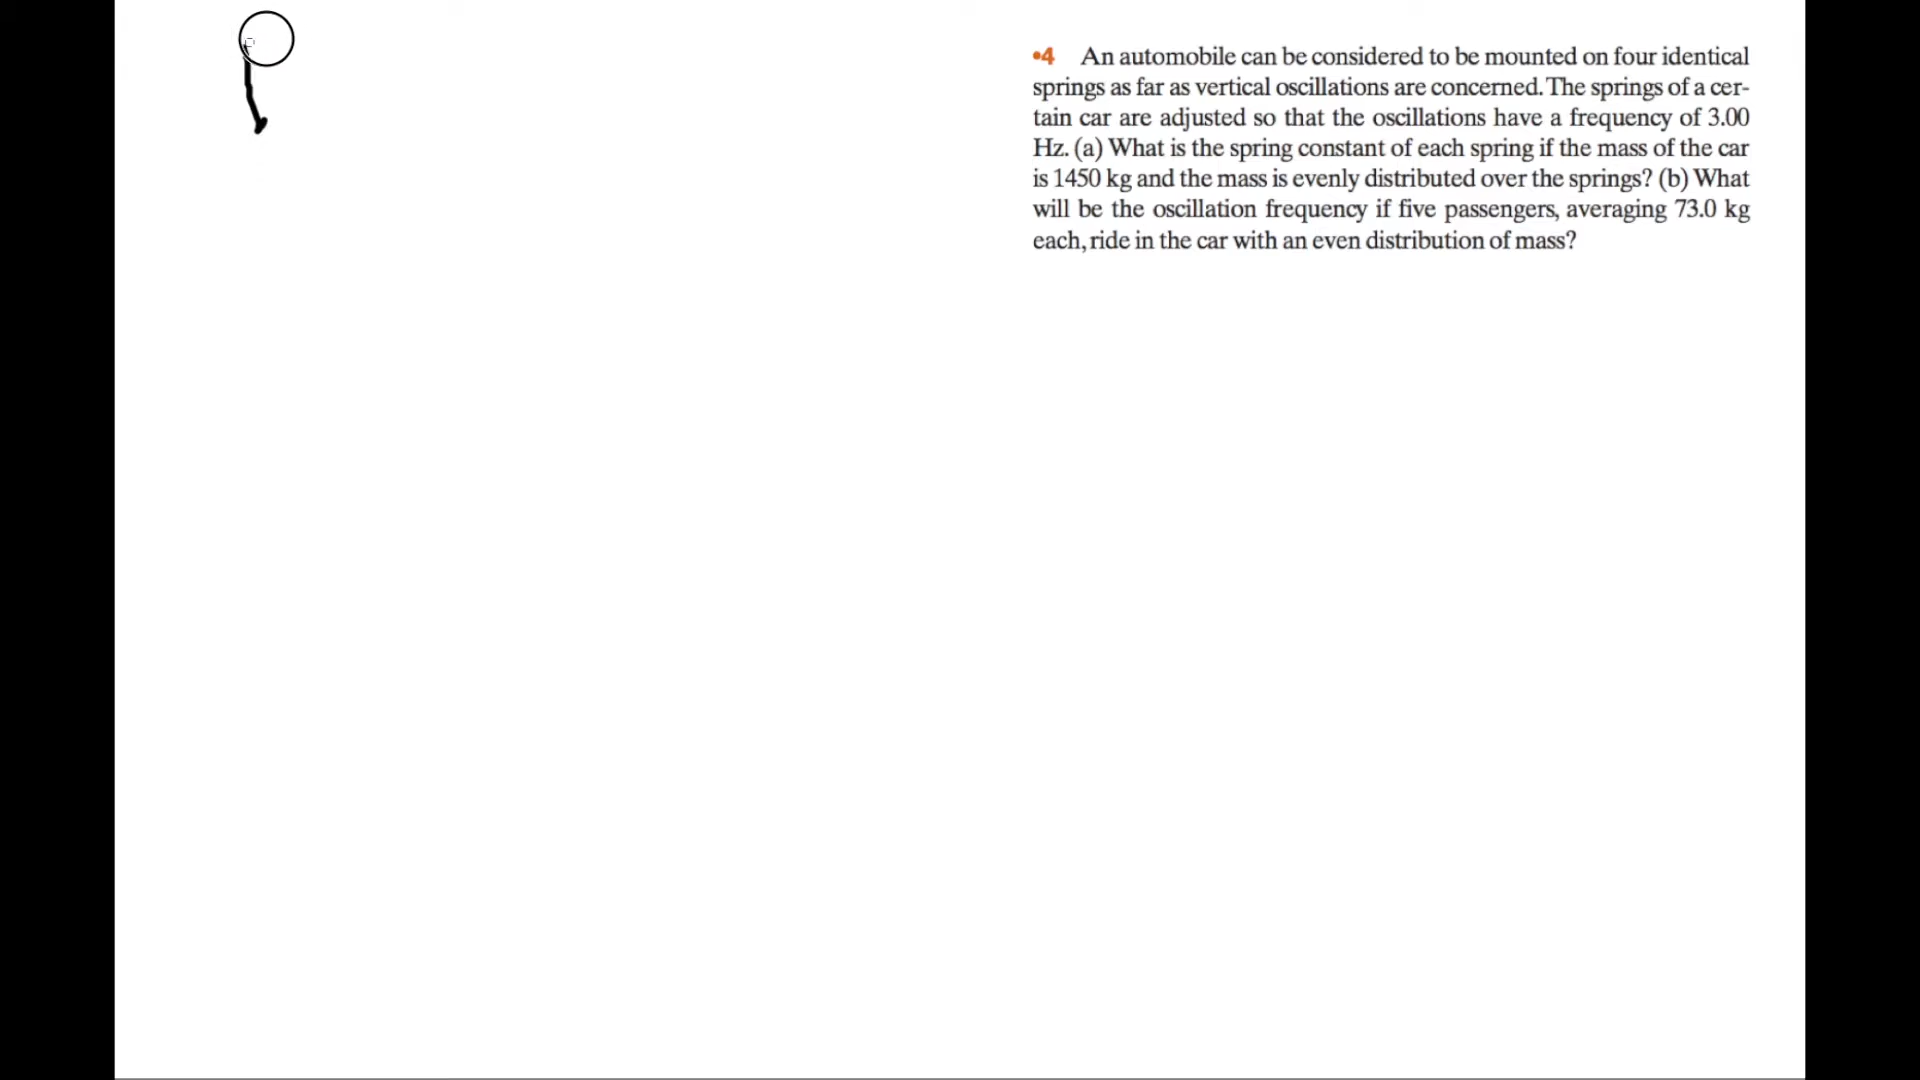 •4 An automobile can be considered to be mounted on four identical
springs as far as vertical oscillations are concerned. The springs of a cer-
tain car are adjusted so that the oscillations have a frequency of 3.00
Hz. (a) What is the spring constant of each spring if the mass of the car
is 1450 kg and the mass is evenly distributed over the springs? (b) What
will be the oscillation frequency if five passengers, averaging 73.0 kg
each, ride in the car with an even distribution of mass?